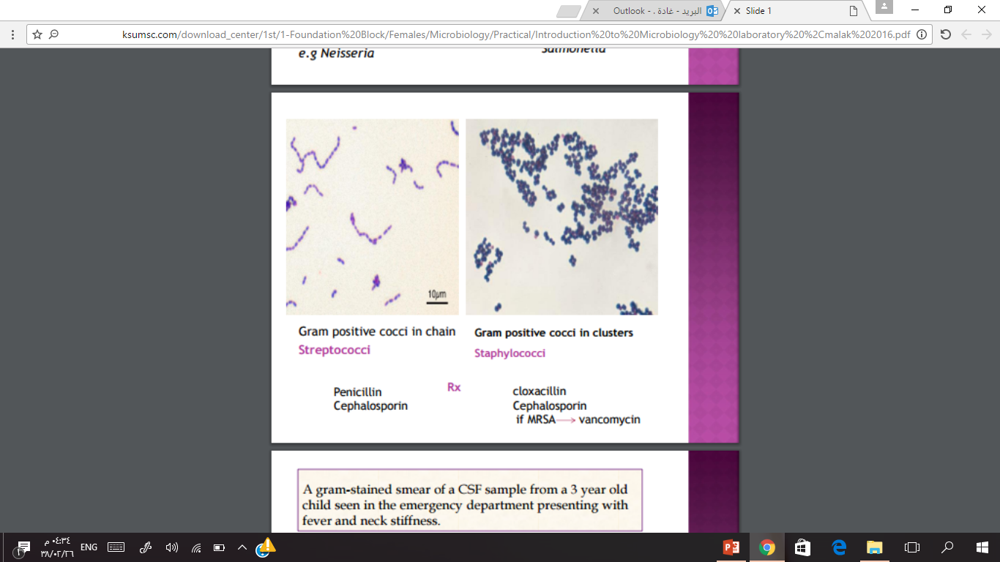 البريد - غادة . - Outlook
Slide 1
ksumsc.com/download_center/1st/1-Foundation%20Block/Females/Microbiology/Practical/Introduction%20to%20Microbiology%20%20laboratory%20%2Cmalak%202016.pdf
e.g Neisseria
Salmonella
10µm
Gram positive cocci in chain
Streptococci
Gram positive cocci in clusters
Staphylococci
Rx
Penicillin
Cephalosporin
cloxacillin
Cephalosporin
if MRSA → vancomycin
A gram-stained smear of a CSF sample from a 3 year old
child seen in the emergency department presenting with
fever and neck stiffness.
ENG
٠٤:٣٤ م
٣٨/٠٢/٢٦